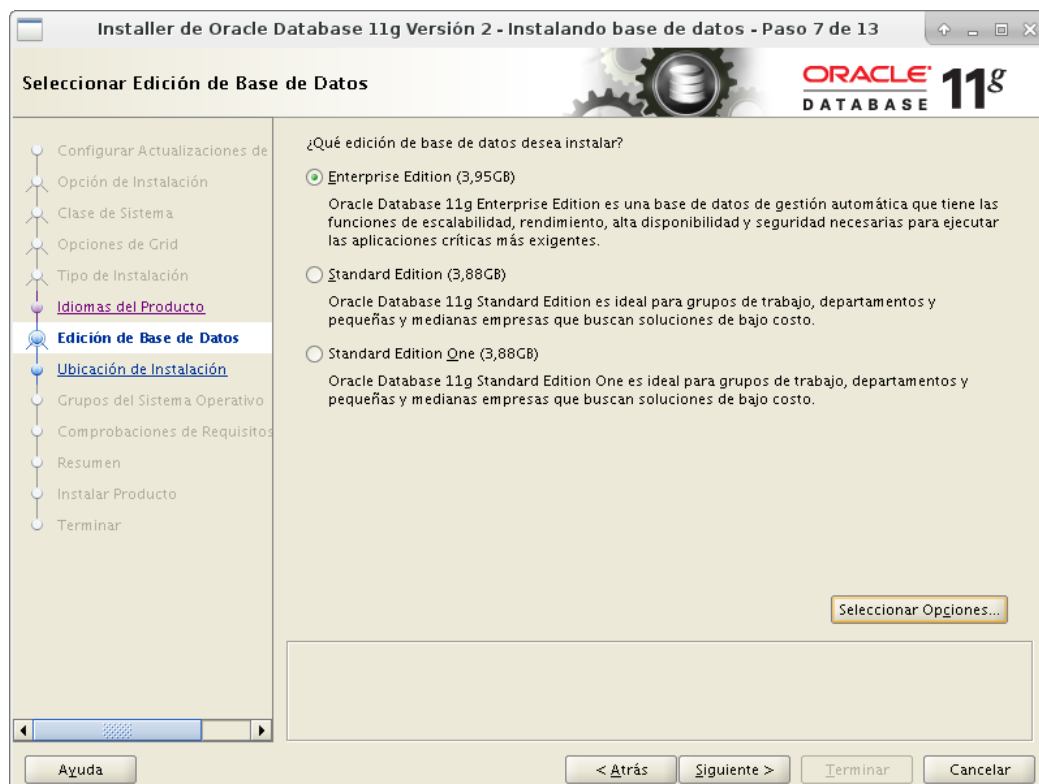 Installer de Oracle Database 11g Versión 2 - Instalando base de datos - Paso 7 de 13
Seleccionar Edición de Base de Datos
ORACLE
DATABASE
11g
Configurar Actualizaciones de
Opción de Instalación
Clase de Sistema
Opciones de Grid
Tipo de Instalación
Idiomas del Producto
Edición de Base de Datos
Ubicación de Instalación
Grupos del Sistema Operativo
Comprobaciones de Requisitos
Resumen
Instalar Producto
Terminar
¿Qué edición de base de datos desea instalar?
Enterprise Edition (3,95GB)
Oracle Database 11g Enterprise Edition es una base de datos de gestión automática que tiene las
funciones de escalabilidad, rendimiento, alta disponibilidad y seguridad necesarias para ejecutar
las aplicaciones críticas más exigentes.
Standard Edition (3,88GB)
Oracle Database 11g Standard Edition es ideal para grupos de trabajo, departamentos y
pequeñas y medianas empresas que buscan soluciones de bajo costo.
Standard Edition One (3,88GB)
Oracle Database 11g Standard Edition One es ideal para grupos de trabajo, departamentos y
pequeñas y medianas empresas que buscan soluciones de bajo costo.
Seleccionar Opciones...
Ayuda
< Atrás
Siguiente >
Terminar
Cancelar